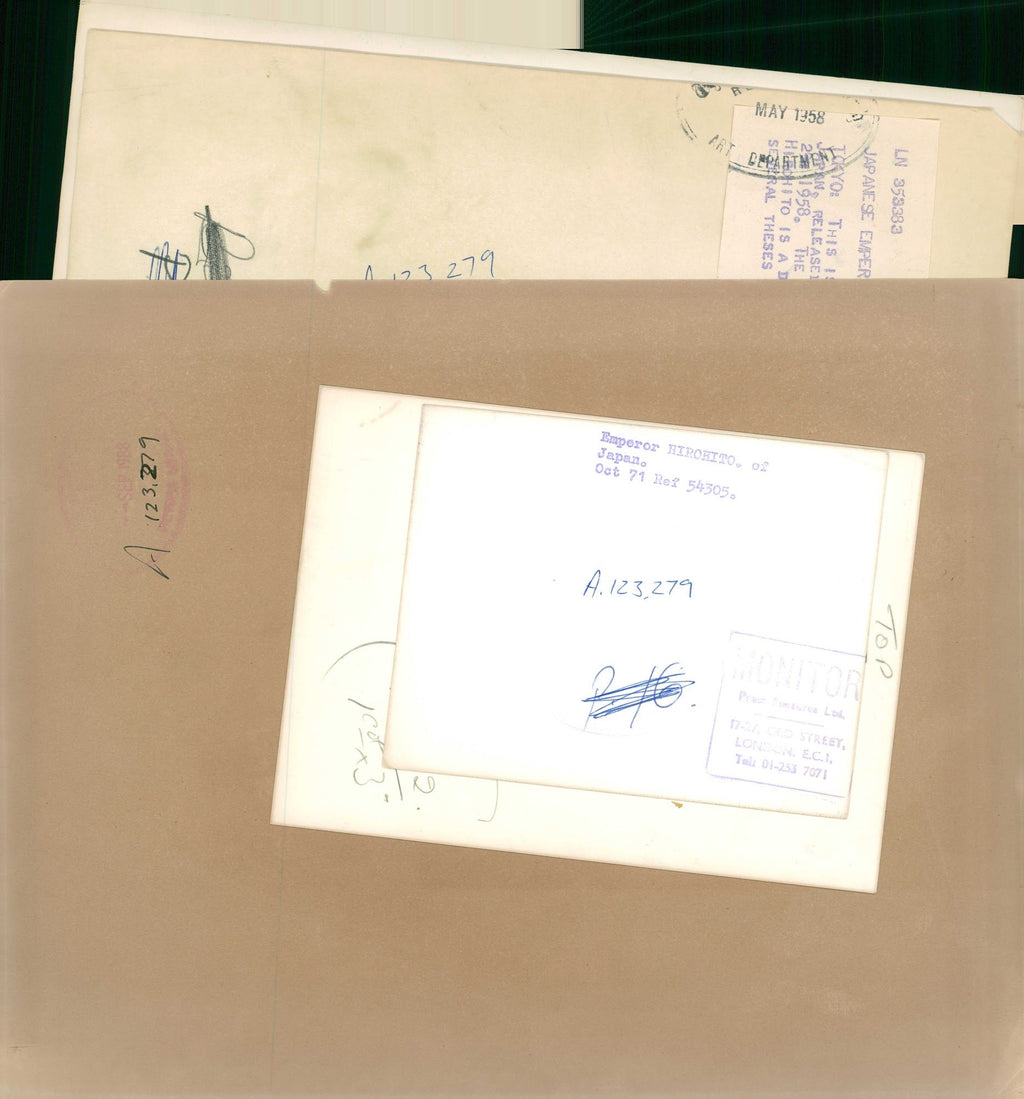 MAY 1958
ART DEPARTMENT
LN 353383
JAPANESE EMPER
TOKYO: THIS IS
JAPAN, RELEASED
1958. THE
HIROHITO IS A D
SEVERAL THESES
A.123,279
A 123,279
Emperor HIROHITO. of
Japan.
Oct 71 Ref 54305.
A.123,279
TOP
MONITOR
Press Features Ltd.
17-27, OLD STREET,
LONDON. E.C.1.
Tel: 01-253 7071